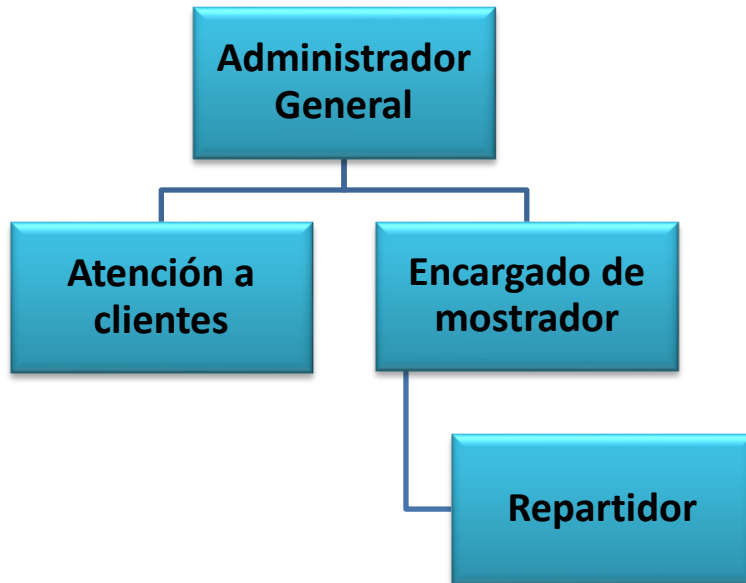 Administrador
General
Atención a
clientes
Encargado de
mostrador
Repartidor